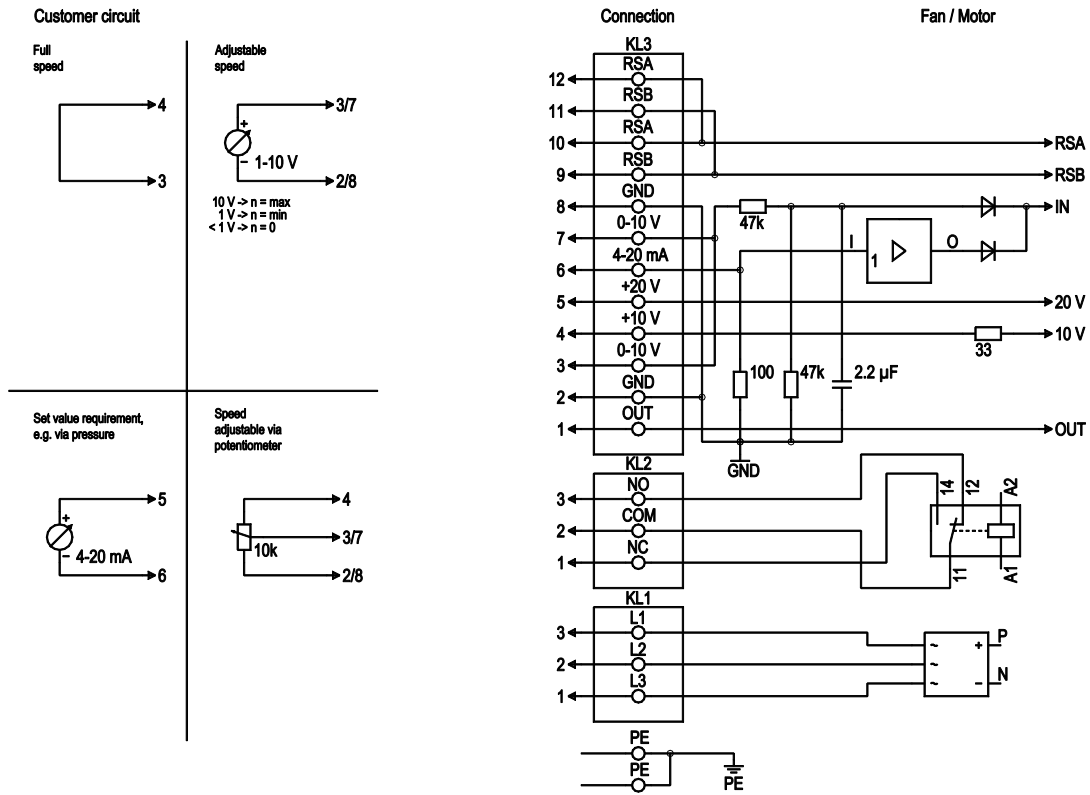 Customer circuit
Connection
Fan / Motor
Full
speed
4
3
Adjustable
speed
3/7
+
1-10 V
–
2/8
10 V -> n = max
1 V -> n = min
< 1 V -> n = 0
Set value requirement,
e.g. via pressure
5
+
4-20 mA
–
6
Speed
adjustable via
potentiometer
4
3/7
10k
2/8
KL3
12 RSA
11 RSB
10 RSA RSA
9 RSB RSB
8 GND IN
47k
7 0-10 V
I 1 O
6 4-20 mA
5 +20 V 20 V
4 +10 V 10 V
33
3 0-10 V
100 47k 2.2 µF
2 GND
1 OUT OUT
GND
KL2
3 NO
2 COM
1 NC
14 12 A2
11 A1
KL1
3 L1
2 L2
1 L3
~ + P
~
~ – N
PE
PE
PE